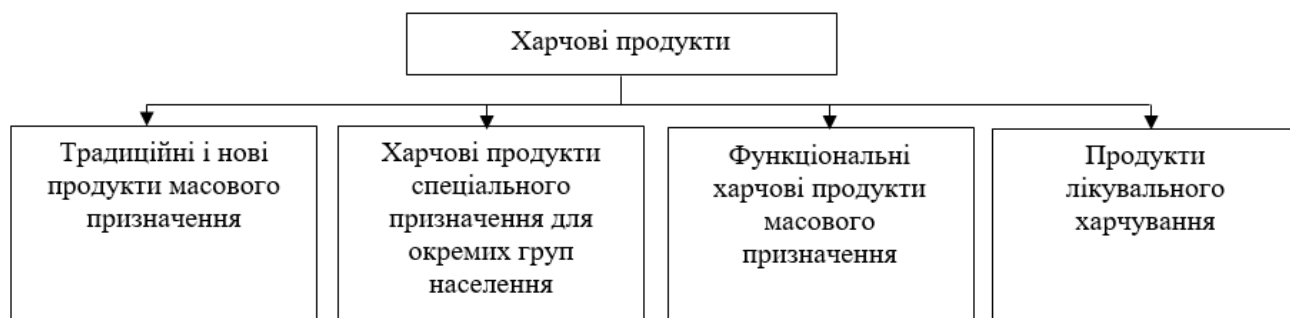 Харчові продукти
Традиційні і нові
продукти масового
призначення
Харчові продукти
спеціального
призначення для
окремих груп
населення
Функціональні
харчові продукти
масового
призначення
Продукти
лікувального
харчування